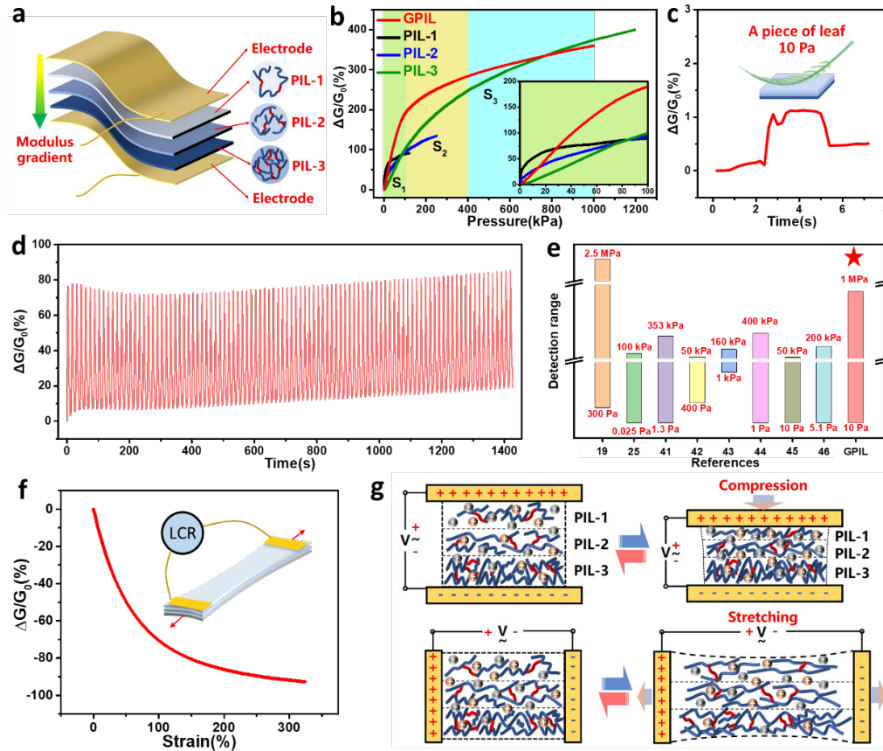 a
Electrode
PIL-1
PIL-2
PIL-3
Modulus
gradient
Electrode
b
ΔG/G₀(%)
400
300
200
100
0
GPIL
PIL-1
PIL-2
PIL-3
S₁
S₂
S₃
200
150
100
50
0
0 20 40 60 80 100
0 200 400 600 800 1000 1200
Pressure(kPa)
c
ΔG/G₀(%)
3
2
1
0
A piece of leaf
10 Pa
0 2 4 6 8
Time(s)
d
ΔG/G₀(%)
100
80
60
40
20
0
0 200 400 600 800 1000 1200 1400
Time(s)
e
Detection range
2.5 MPa
300 Pa
100 kPa
0.025 Pa
353 kPa
1.3 Pa
50 kPa
400 Pa
160 kPa
1 kPa
400 kPa
1 Pa
50 kPa
10 Pa
200 kPa
5.1 Pa
1 MPa
10 Pa
19 25 41 42 43 44 45 46 GPIL
References
f
ΔG/G₀(%)
0
-20
-40
-60
-80
-100
LCR
0 100 200 300
Strain(%)
g
+ + + + + + + + + + +
V~
+
-
PIL-1
PIL-2
PIL-3
- - - - - - - - - -
Compression
+ + + + + + + + + + +
V~
+
-
PIL-1
PIL-2
PIL-3
- - - - - - - - - -
+ V -
~
Stretching
+ V -
~